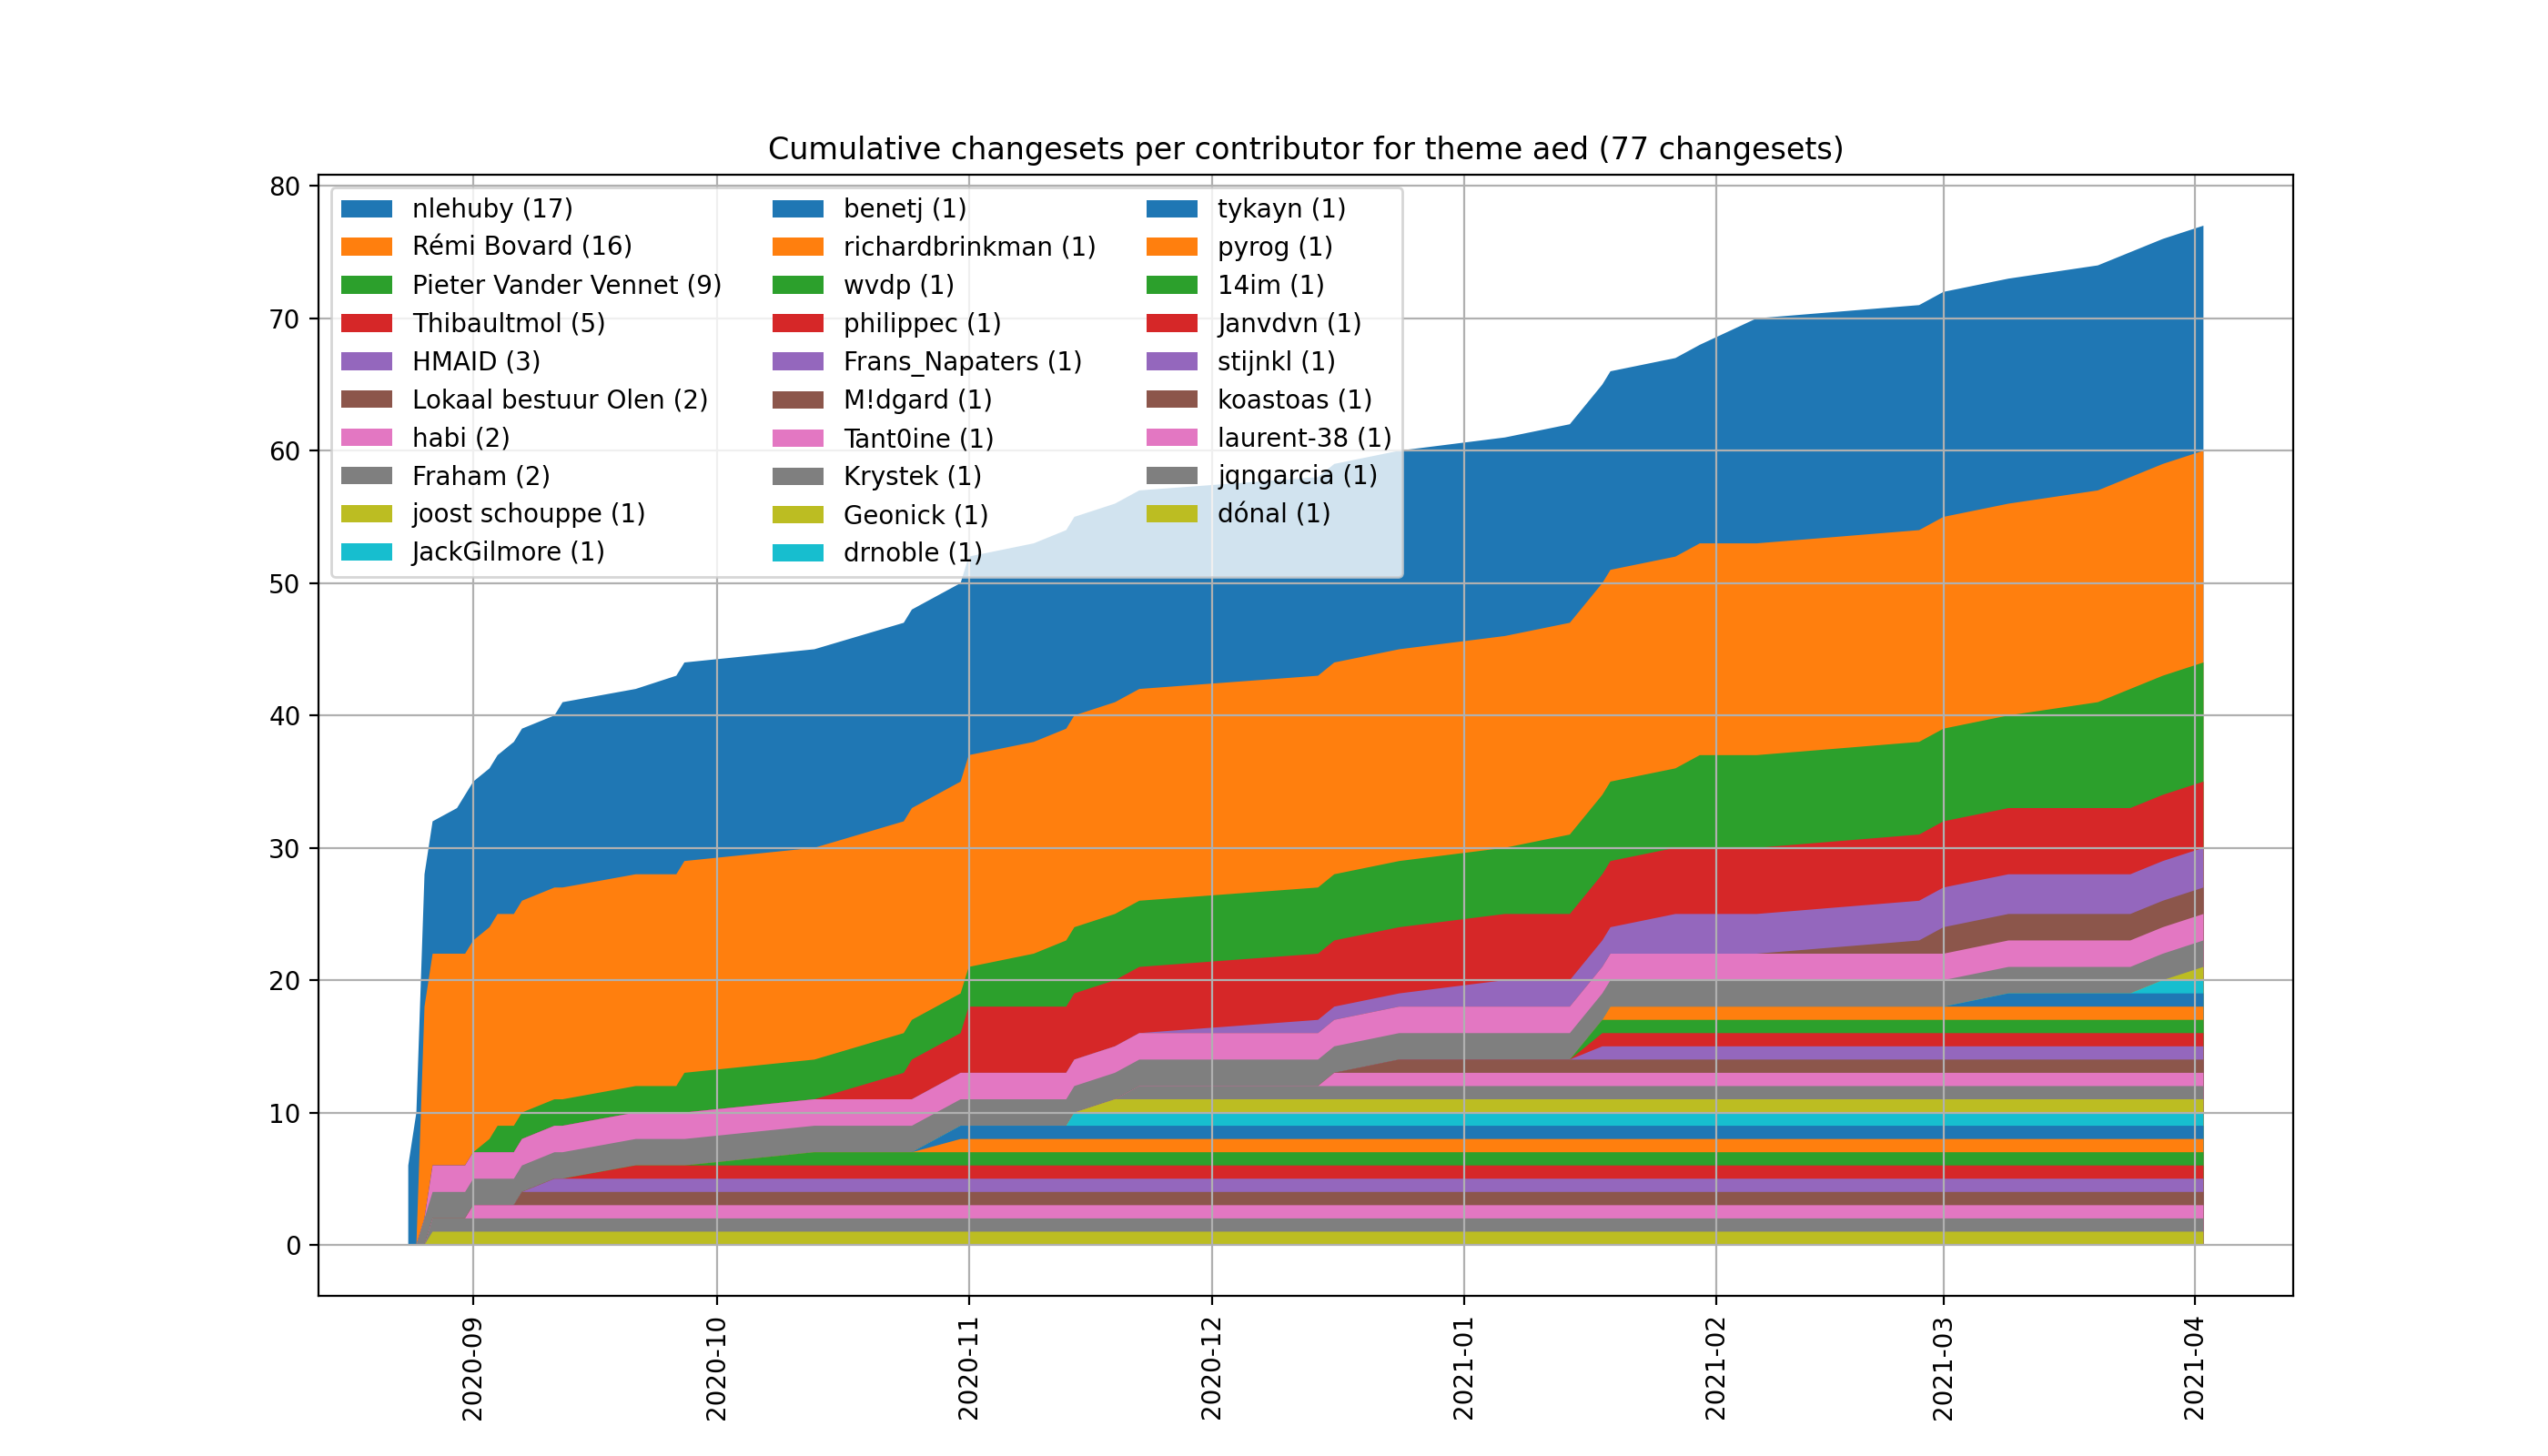 Cumulative changesets per contributor for theme aed (77 changesets)
80
70
60
50
40
30
20
10
0
nlehuby (17)
Rémi Bovard (16)
Pieter Vander Vennet (9)
Thibaultmol (5)
HMAID (3)
Lokaal bestuur Olen (2)
habi (2)
Fraham (2)
joost schouppe (1)
JackGilmore (1)
benetj (1)
richardbrinkman (1)
wvdp (1)
philippec (1)
Frans_Napaters (1)
M!dgard (1)
Tant0ine (1)
Krystek (1)
Geonick (1)
drnoble (1)
tykayn (1)
pyrog (1)
14im (1)
Janvdvn (1)
stijnkl (1)
koastoas (1)
laurent-38 (1)
jqngarcia (1)
dónal (1)
2020-09
2020-10
2020-11
2020-12
2021-01
2021-02
2021-03
2021-04